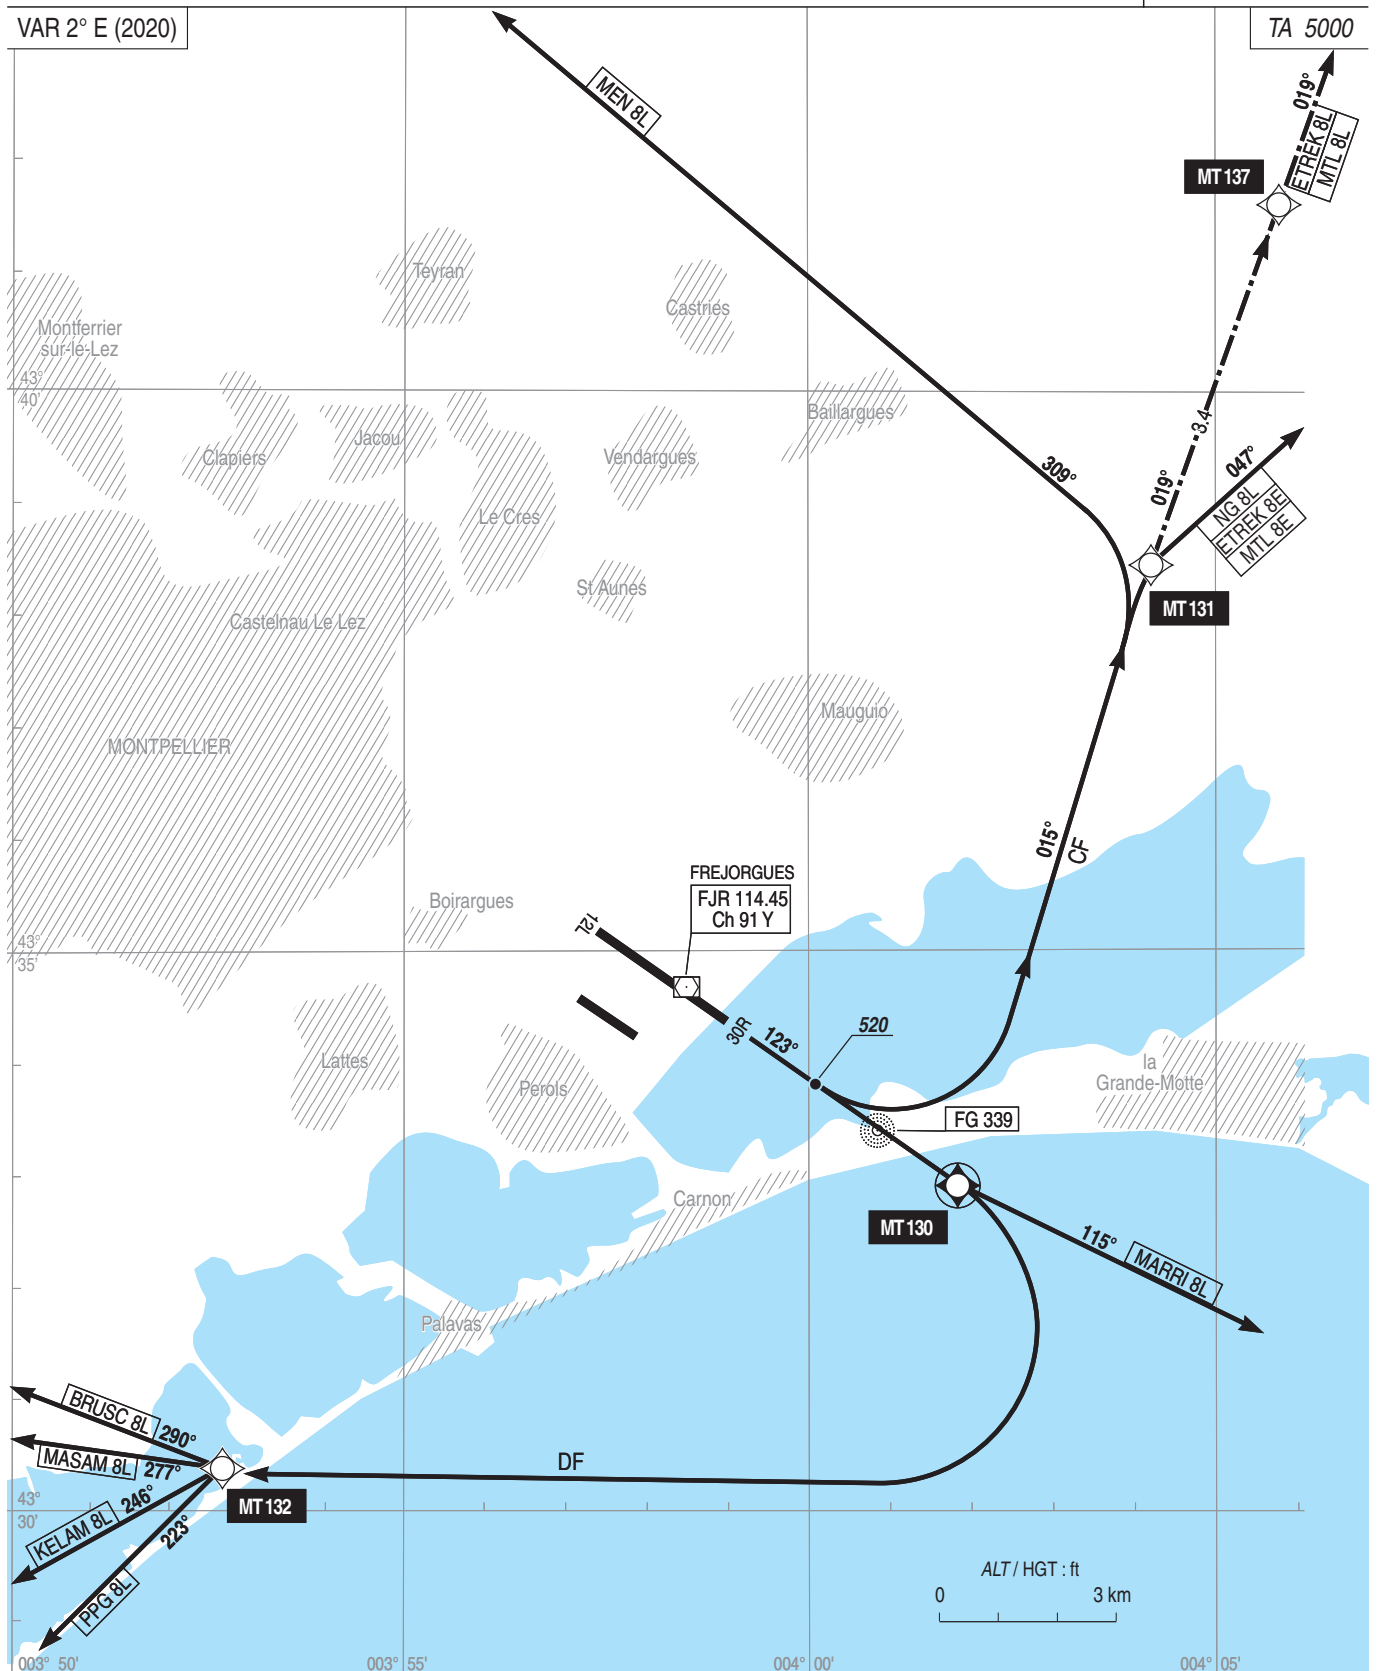 VAR 2° E (2020)
TA 5000
MEN 8L
019°
ETREK 8L
MTL 8L
MT 137
Teyran
Castries
Montferrier
sur-le-Lez
43°
40'
Baillargues
Jacou
Clapiers
Vendargues
3.4
309°
019°
047°
NG 8L
ETREK 8E
MTL 8E
Le Cres
St Aunes
MT 131
Castelnau Le Lez
Mauguio
MONTPELLIER
015°
CF
FREJORGUES
FJR 114.45
Ch 91 Y
Boirargues
12L
43°
35'
30R
123°
520
Lattes
Perols
la
Grande-Motte
FG 339
Carnon
MT 130
115°
MARRI 8L
Palavas
BRUSC 8L 290°
MASAM 8L 277°
DF
KELAM 8L 246°
MT 132
43°
30'
223°
PPG 8L
ALT / HGT : ft
0 3 km
003° 50'
003° 55'
004° 00'
004° 05'